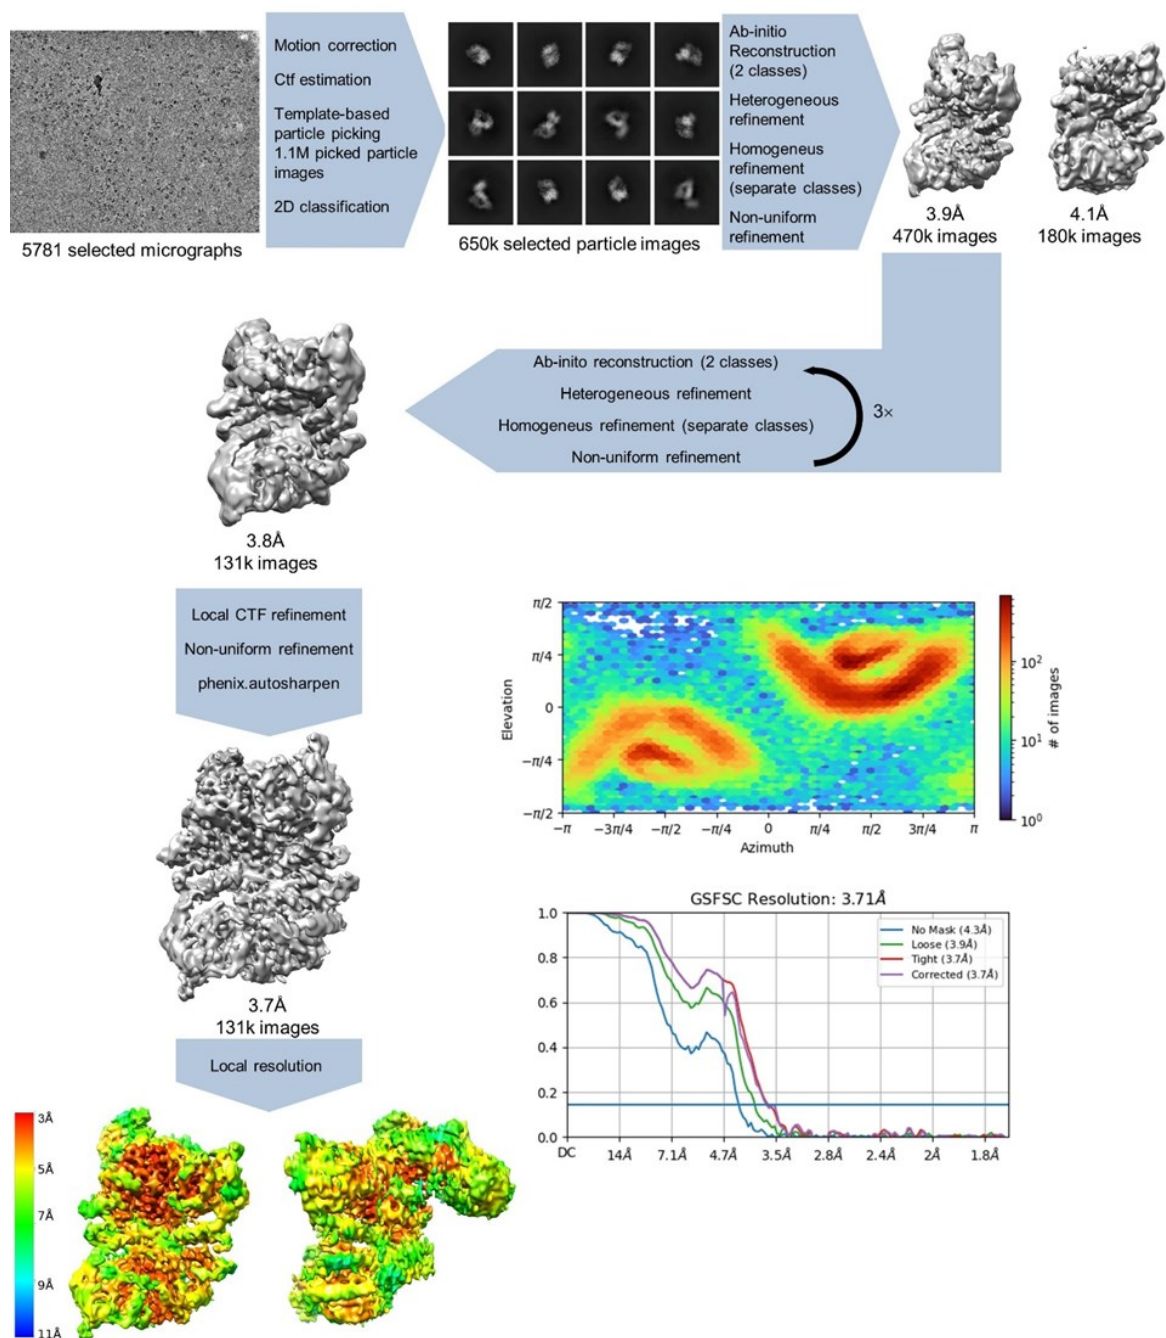 Motion correction
Ctf estimation
Template-based
particle picking
1.1M picked particle
images
2D classification
5781 selected micrographs
650k selected particle images
Ab-initio
Reconstruction
(2 classes)
Heterogeneous
refinement
Homogeneus
refinement
(separate classes)
Non-uniform
refinement
3.9Å
470k images
4.1Å
180k images
Ab-inito reconstruction (2 classes)
Heterogeneous refinement
Homogeneus refinement (separate classes)
Non-uniform refinement
3×
3.8Å
131k images
Local CTF refinement
Non-uniform refinement
phenix.autosharpen
3.7Å
131k images
Local resolution
3Å
5Å
7Å
9Å
11Å
π/2
π/4
0
−π/4
−π/2
Elevation
−π
−3π/4
−π/2
−π/4
0
π/4
π/2
3π/4
π
Azimuth
10²
10¹
10⁰
# of images
GSFSC Resolution: 3.71Å
1.0
0.8
0.6
0.4
0.2
0.0
No Mask (4.3Å)
Loose (3.9Å)
Tight (3.7Å)
Corrected (3.7Å)
DC
14Å
7.1Å
4.7Å
3.5Å
2.8Å
2.4Å
2Å
1.8Å